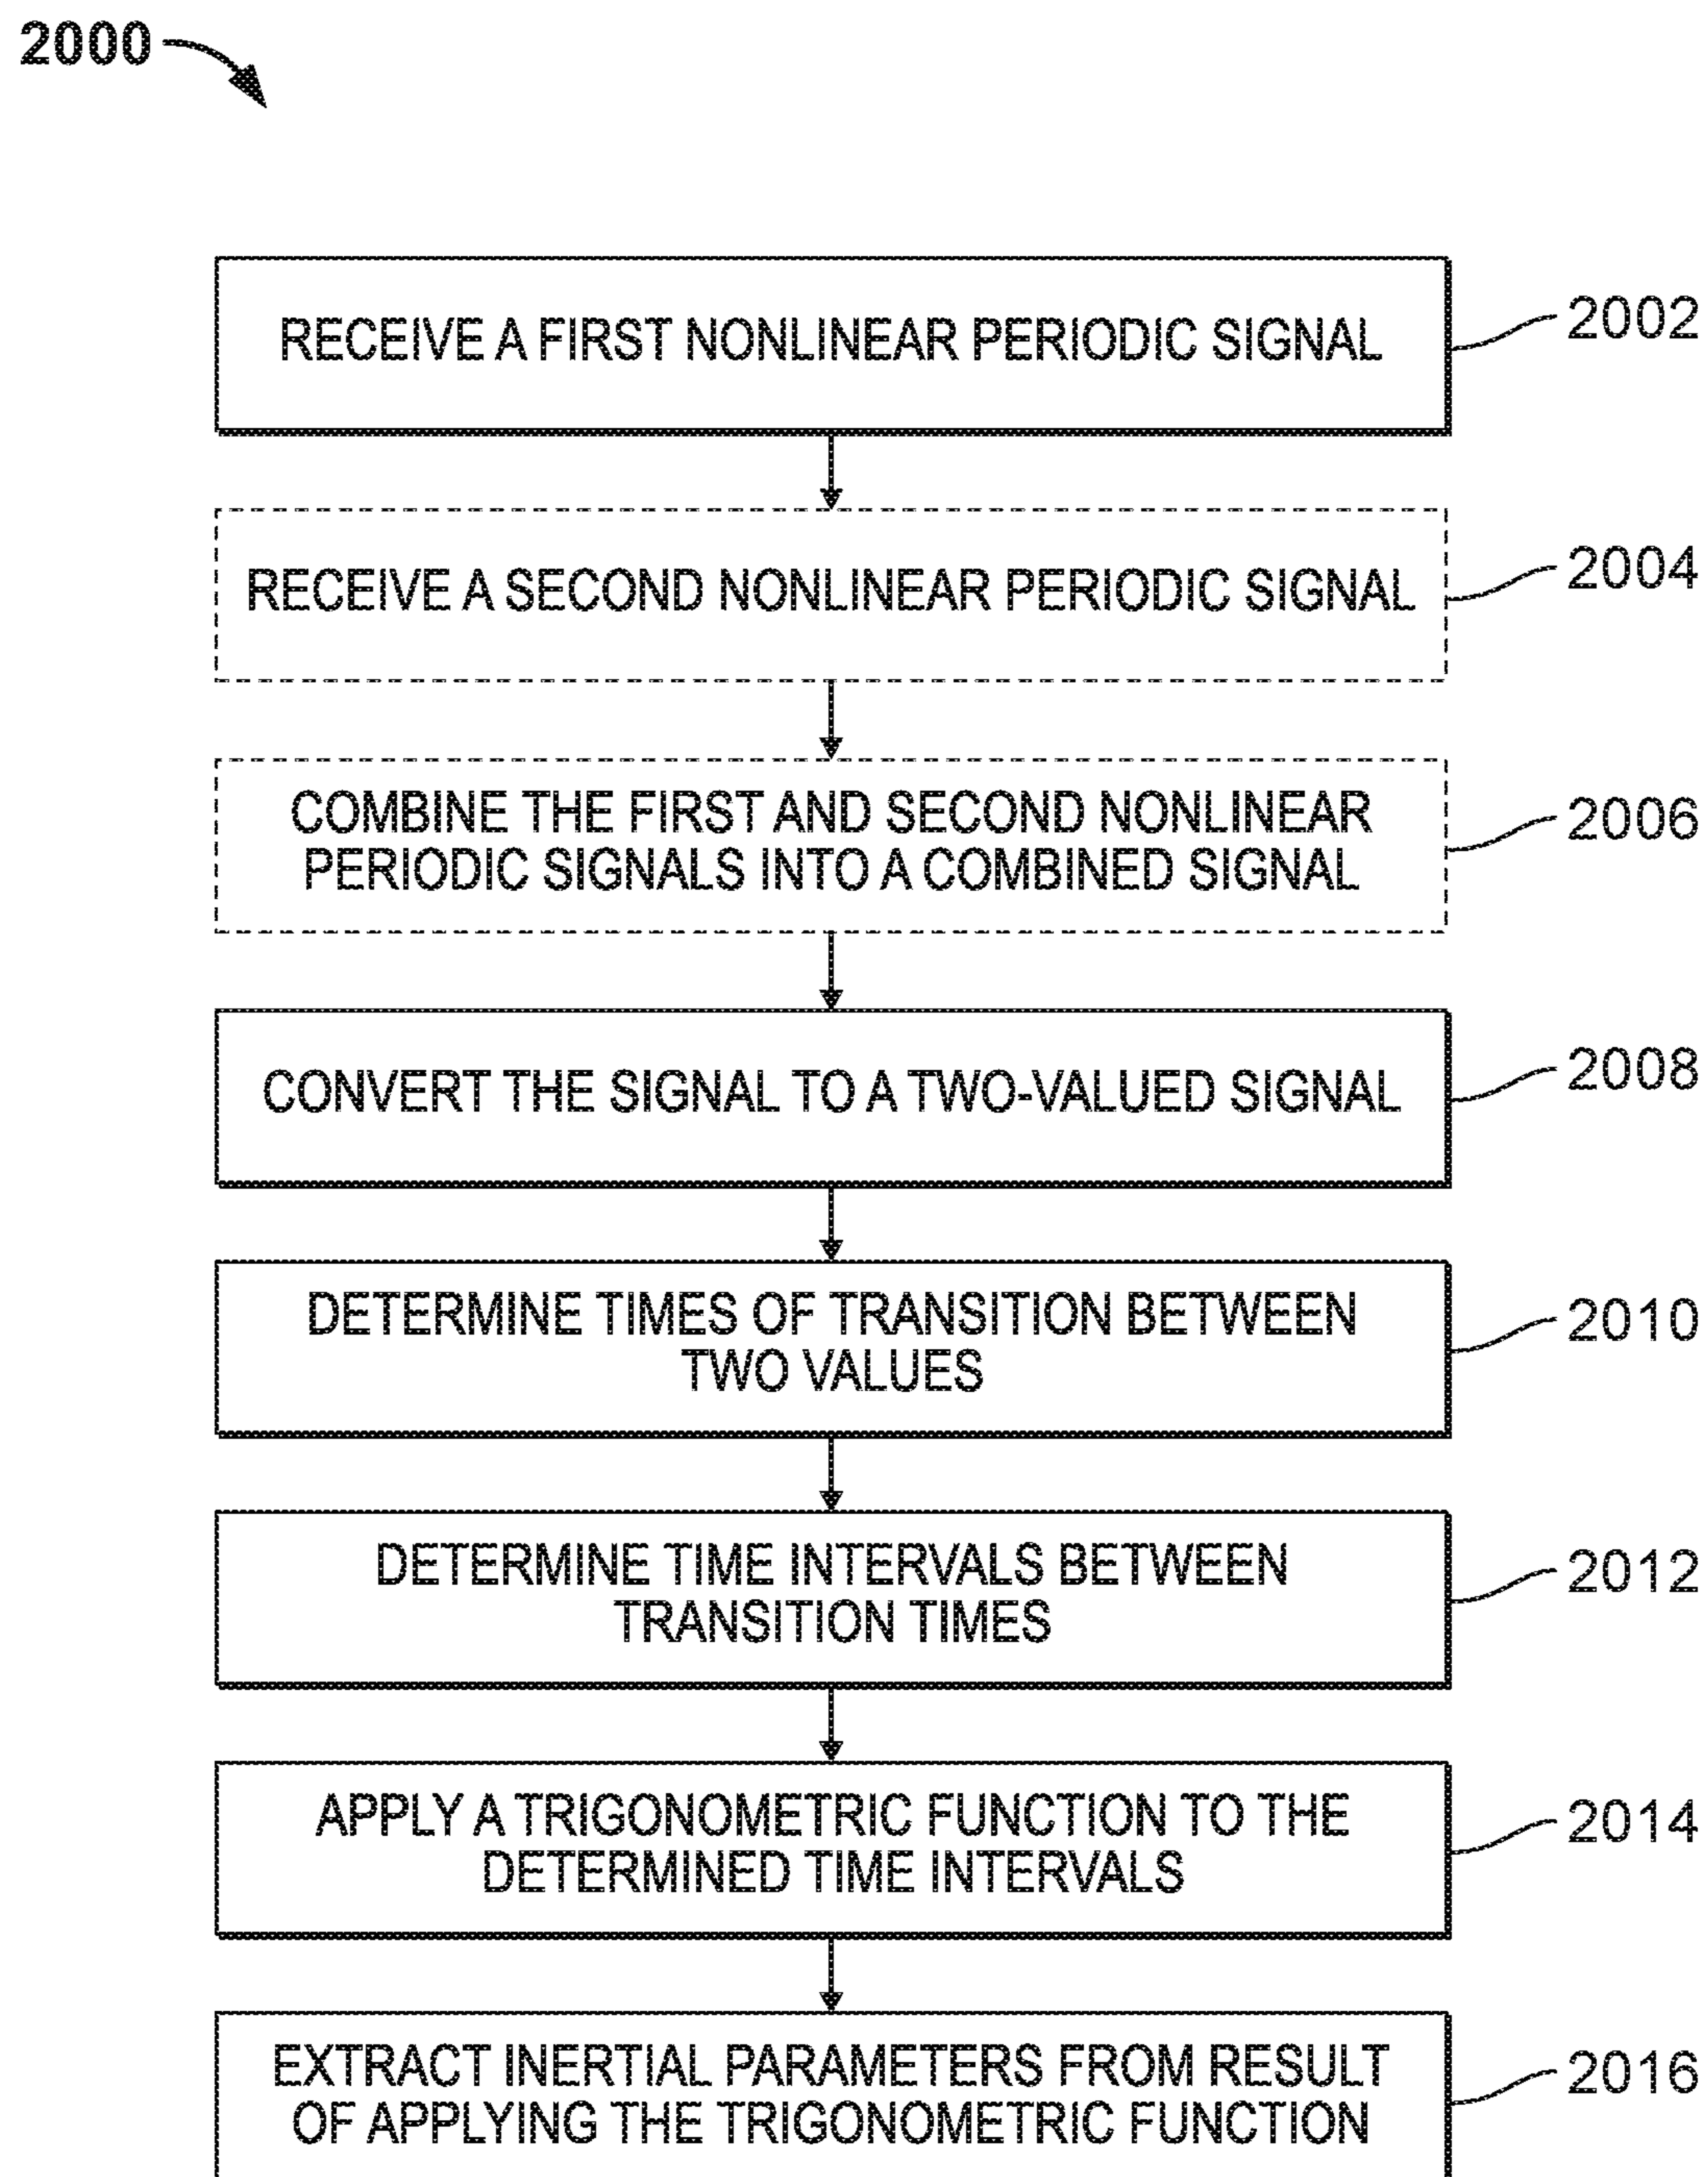 2000
RECEIVE A FIRST NONLINEAR PERIODIC SIGNAL
2002
RECEIVE A SECOND NONLINEAR PERIODIC SIGNAL
2004
COMBINE THE FIRST AND SECOND NONLINEAR
PERIODIC SIGNALS INTO A COMBINED SIGNAL
2006
CONVERT THE SIGNAL TO A TWO-VALUED SIGNAL
2008
DETERMINE TIMES OF TRANSITION BETWEEN
TWO VALUES
2010
DETERMINE TIME INTERVALS BETWEEN
TRANSITION TIMES
2012
APPLY A TRIGONOMETRIC FUNCTION TO THE
DETERMINED TIME INTERVALS
2014
EXTRACT INERTIAL PARAMETERS FROM RESULT
OF APPLYING THE TRIGONOMETRIC FUNCTION
2016